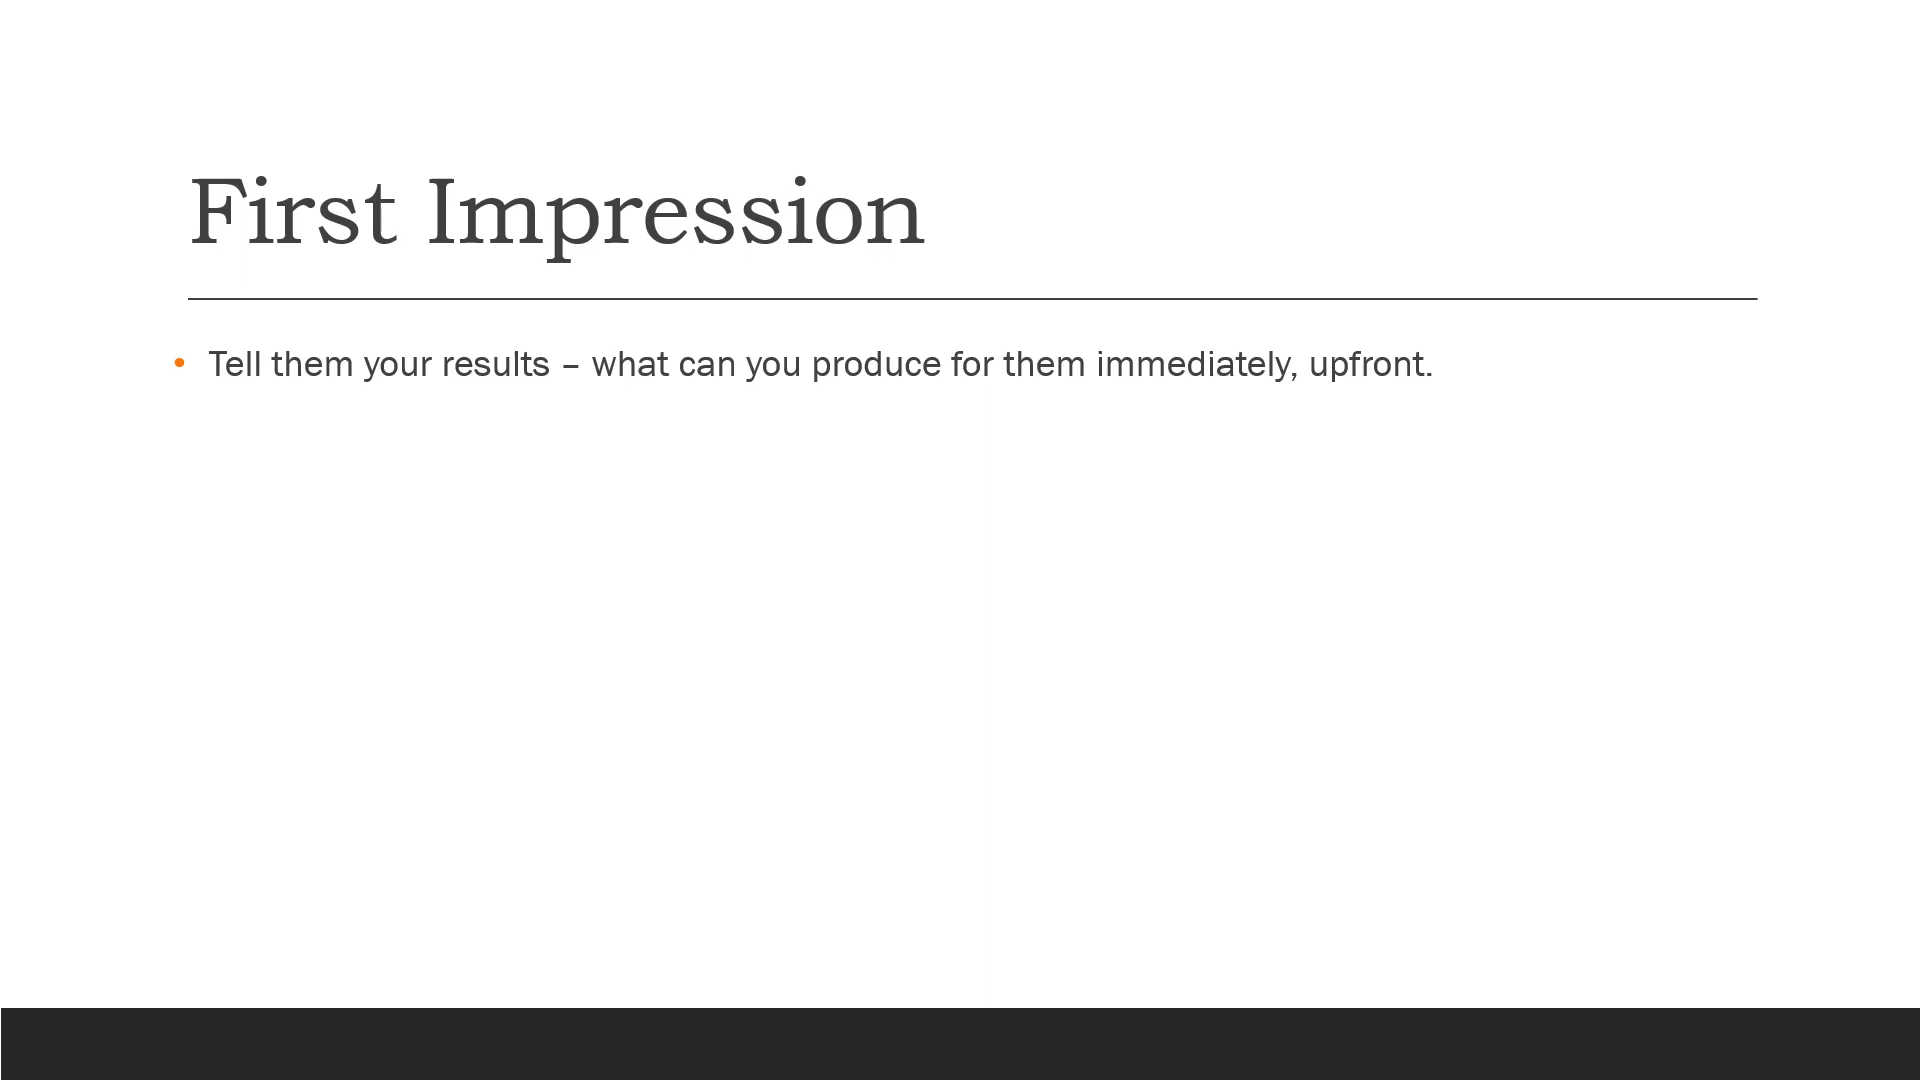 First Impression
• Tell them your results – what can you produce for them immediately, upfront.